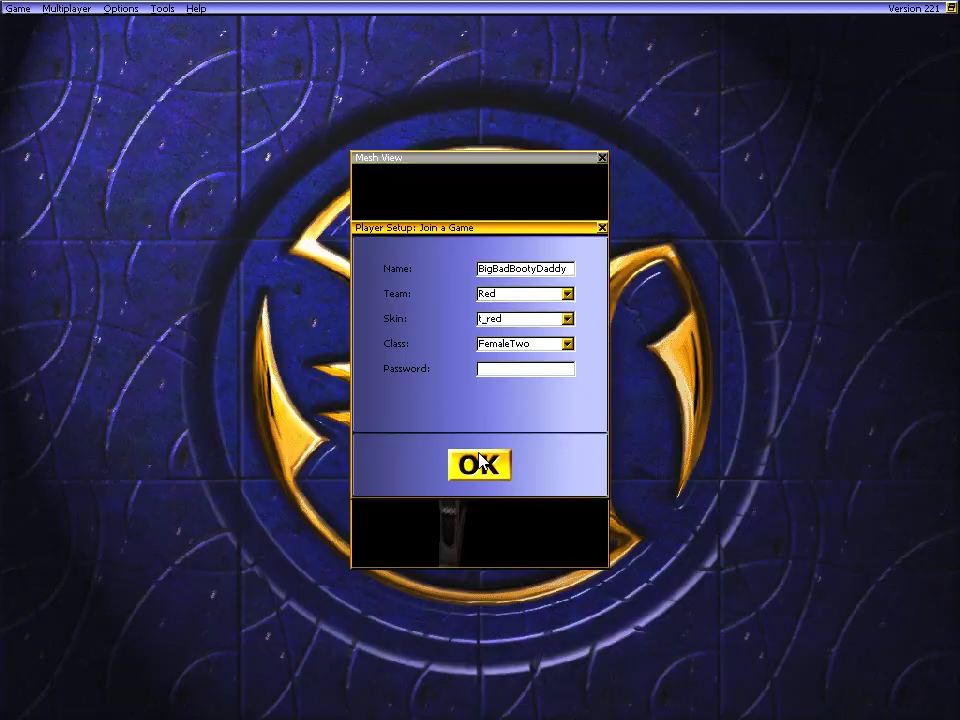 Game Multiplayer Options Tools Help Version 221
Mesh View
Player Setup: Join a Game
Name: BigBadBootyDaddy
Team: Red
Skin: t_red
Class: FemaleTwo
Password:
OK